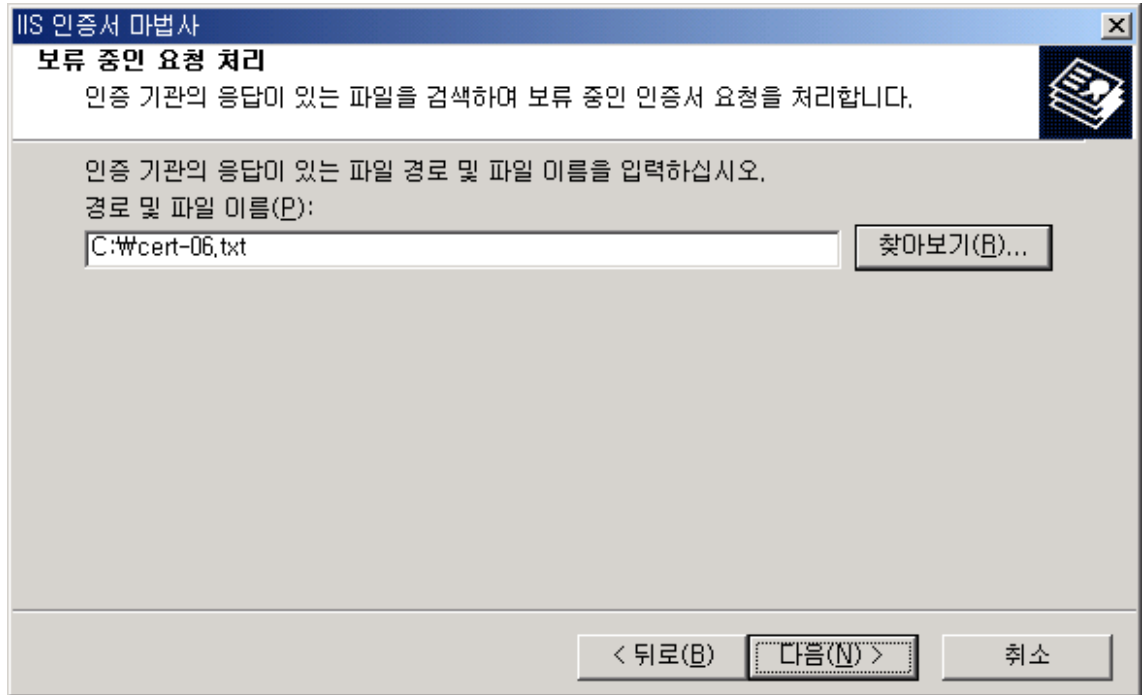 IIS 인증서 마법사
보류 중인 요청 처리
인증 기관의 응답이 있는 파일을 검색하여 보류 중인 인증서 요청을 처리합니다.
인증 기관의 응답이 있는 파일 경로 및 파일 이름을 입력하십시오.
경로 및 파일 이름(P):
C:₩cert-06.txt 찾아보기(R)...
< 뒤로(B) 다음(N) > 취소